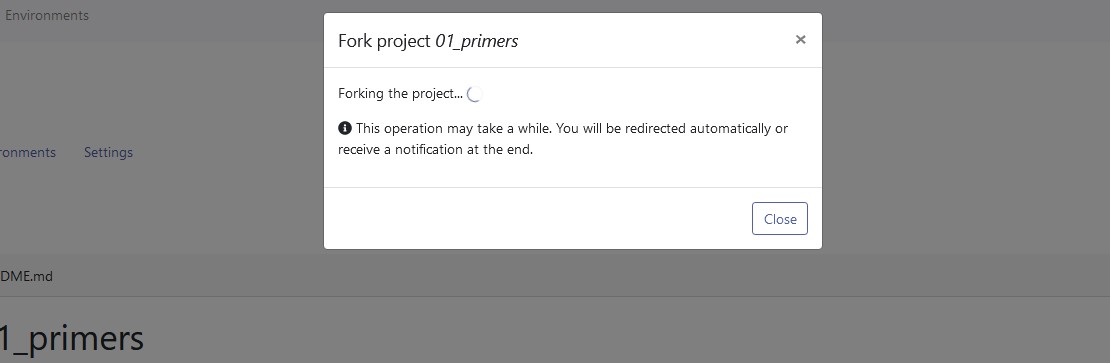 Environments
Fork project 01_primers ×
Forking the project...
This operation may take a while. You will be redirected automatically or
receive a notification at the end.
ronments Settings
Close
DME.md
1_primers